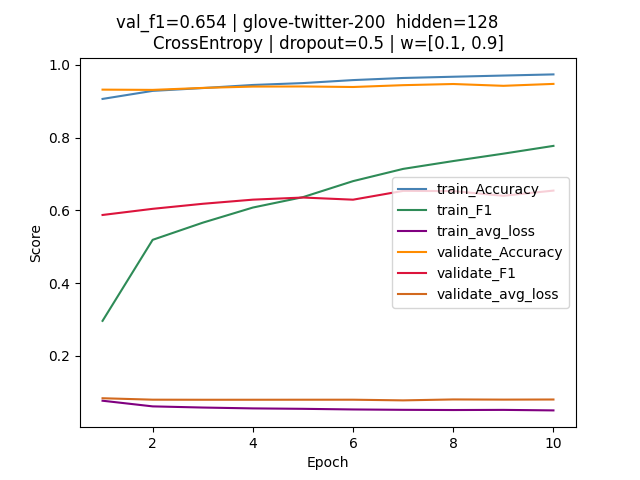 val_f1=0.654 | glove-twitter-200  hidden=128
CrossEntropy | dropout=0.5 | w=[0.1, 0.9]
1.0
0.8
0.6
0.4
0.2
Score
train_Accuracy
train_F1
train_avg_loss
validate_Accuracy
validate_F1
validate_avg_loss
2
4
6
8
10
Epoch